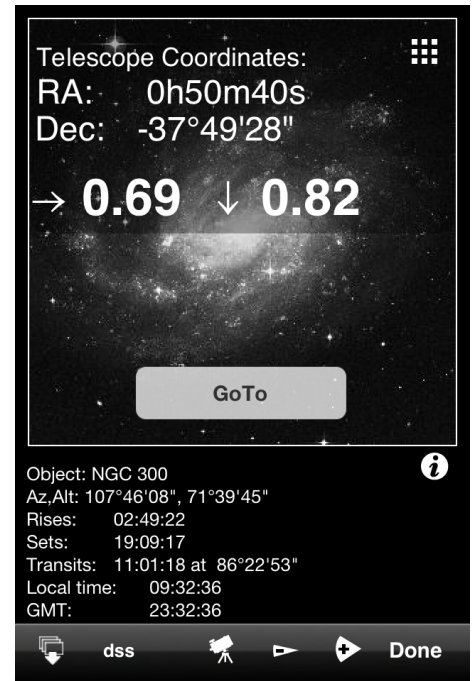 Telescope Coordinates:
RA: 0h50m40s
Dec: -37°49'28"
→ 0.69 ↓ 0.82
GoTo
Object: NGC 300
Az,Alt: 107°46'08", 71°39'45"
Rises: 02:49:22
Sets: 19:09:17
Transits: 11:01:18 at 86°22'53"
Local time: 09:32:36
GMT: 23:32:36
dss Done